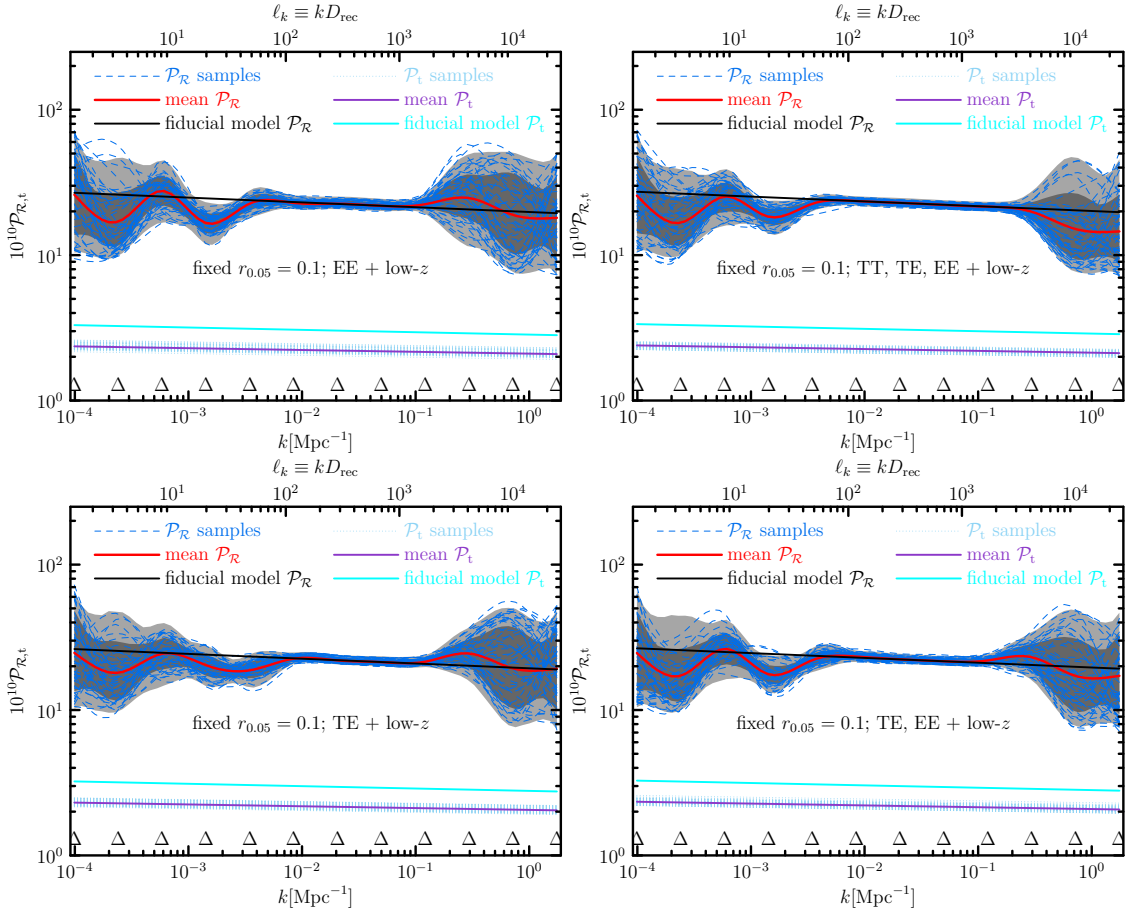 ℓ_k ≡ kD_rec
10^1 10^2 10^3 10^4
P_R samples P_t samples
mean P_R mean P_t
fiducial model P_R fiducial model P_t
10^2
10^1
10^0
10^10 P_R,t
fixed r_0.05 = 0.1; EE + low-z
Δ Δ Δ Δ Δ Δ Δ Δ Δ Δ Δ Δ
10^−4 10^−3 10^−2 10^−1 10^0
k[Mpc^−1]
ℓ_k ≡ kD_rec
10^1 10^2 10^3 10^4
P_R samples P_t samples
mean P_R mean P_t
fiducial model P_R fiducial model P_t
10^2
10^1
10^0
10^10 P_R,t
fixed r_0.05 = 0.1; TT, TE, EE + low-z
Δ Δ Δ Δ Δ Δ Δ Δ Δ Δ Δ Δ
10^−4 10^−3 10^−2 10^−1 10^0
k[Mpc^−1]
ℓ_k ≡ kD_rec
10^1 10^2 10^3 10^4
P_R samples P_t samples
mean P_R mean P_t
fiducial model P_R fiducial model P_t
10^2
10^1
10^0
10^10 P_R,t
fixed r_0.05 = 0.1; TE + low-z
Δ Δ Δ Δ Δ Δ Δ Δ Δ Δ Δ Δ
10^−4 10^−3 10^−2 10^−1 10^0
k[Mpc^−1]
ℓ_k ≡ kD_rec
10^1 10^2 10^3 10^4
P_R samples P_t samples
mean P_R mean P_t
fiducial model P_R fiducial model P_t
10^2
10^1
10^0
10^10 P_R,t
fixed r_0.05 = 0.1; TE, EE + low-z
Δ Δ Δ Δ Δ Δ Δ Δ Δ Δ Δ Δ
10^−4 10^−3 10^−2 10^−1 10^0
k[Mpc^−1]